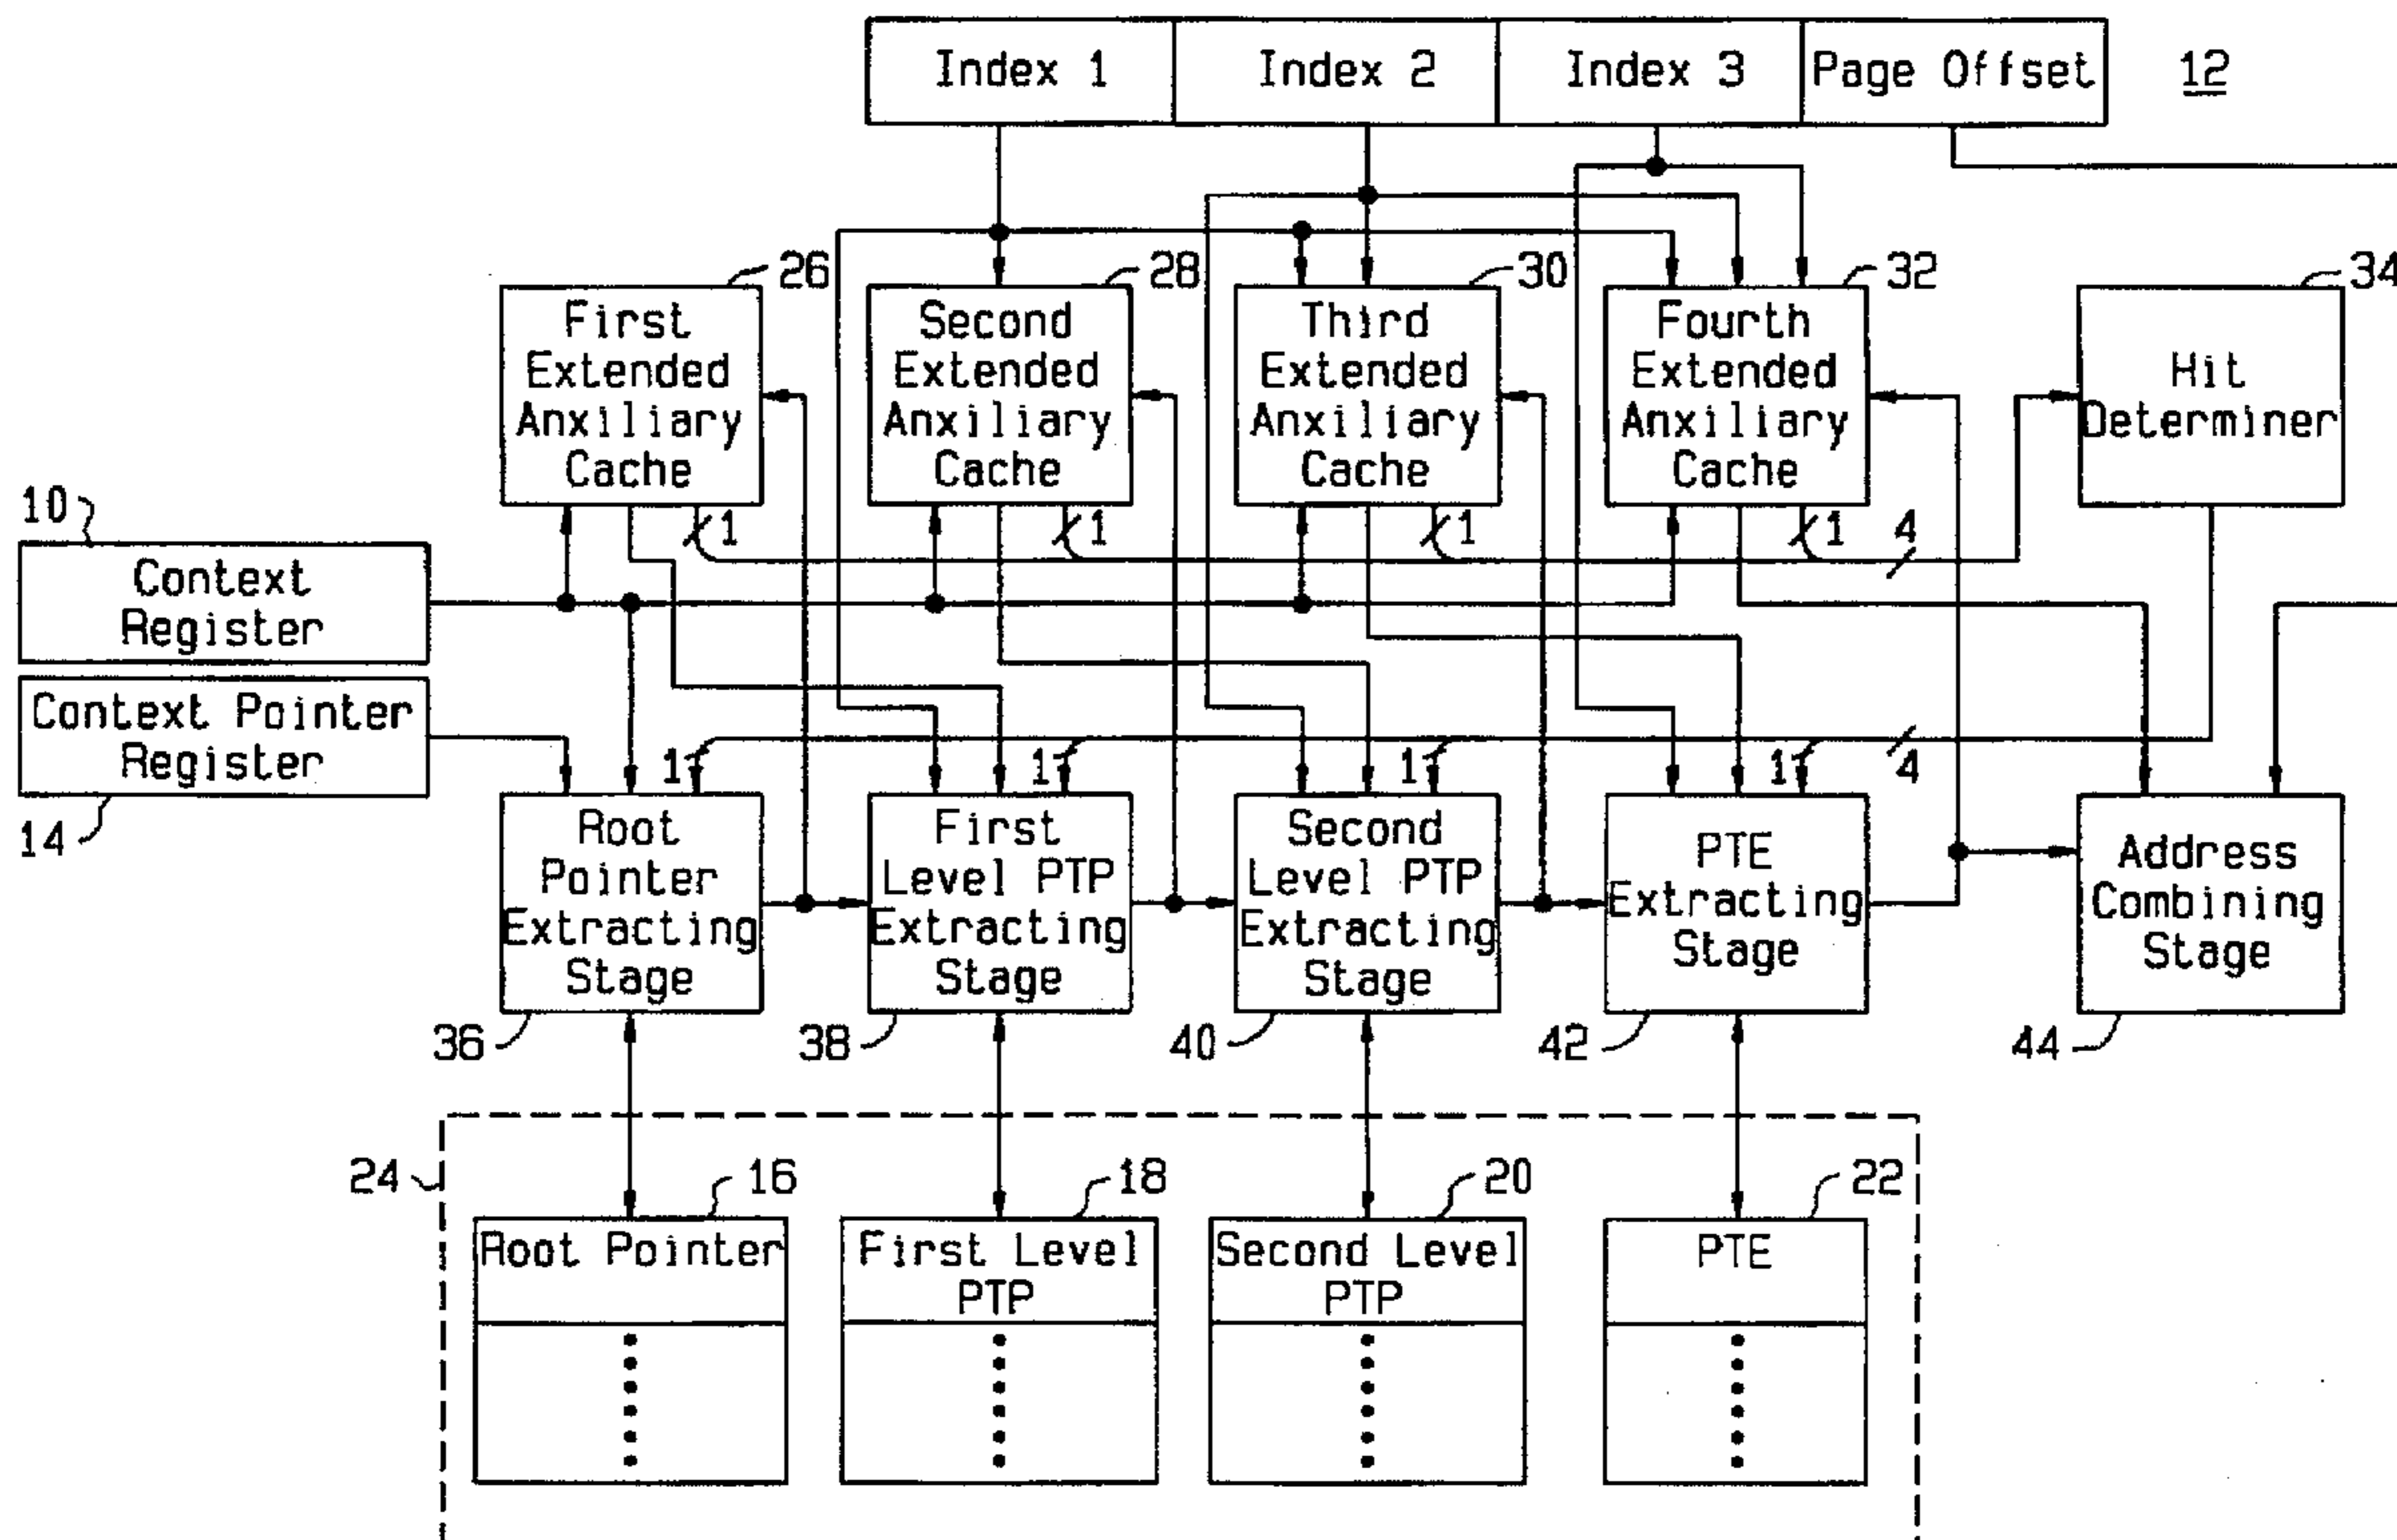 Index 1 Index 2 Index 3 Page Offset 12
26 28 30 32 34
First
Extended
Anxiliary
Cache
Second
Extended
Anxiliary
Cache
Third
Extended
Anxiliary
Cache
Fourth
Extended
Anxiliary
Cache
Hit
Determiner
1 1 1 1 4
10
Context
Register
Context Pointer
Register
14
1 1 1 1 4
Root
Pointer
Extracting
Stage
First
Level PTP
Extracting
Stage
Second
Level PTP
Extracting
Stage
PTE
Extracting
Stage
Address
Combining
Stage
36 38 40 42 44
24
16 18 20 22
Root Pointer
First Level
PTP
Second Level
PTP
PTE